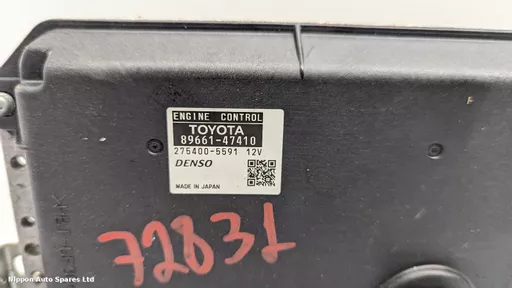 ENGINE CONTROL
TOYOTA
89661-47410
275400-5591 12V
DENSO
MADE IN JAPAN
72831
Nippon Auto Spares Ltd